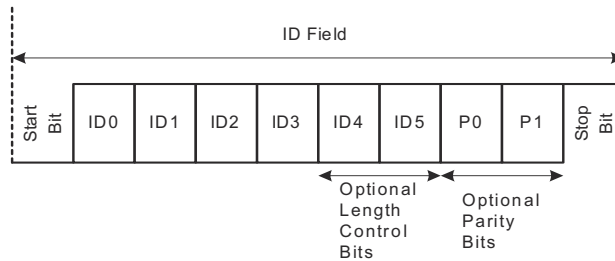 ID Field
Start
Bit
ID0 ID1 ID2 ID3 ID4 ID5 P0 P1
Stop
Bit
Optional
Length
Control
Bits
Optional
Parity
Bits